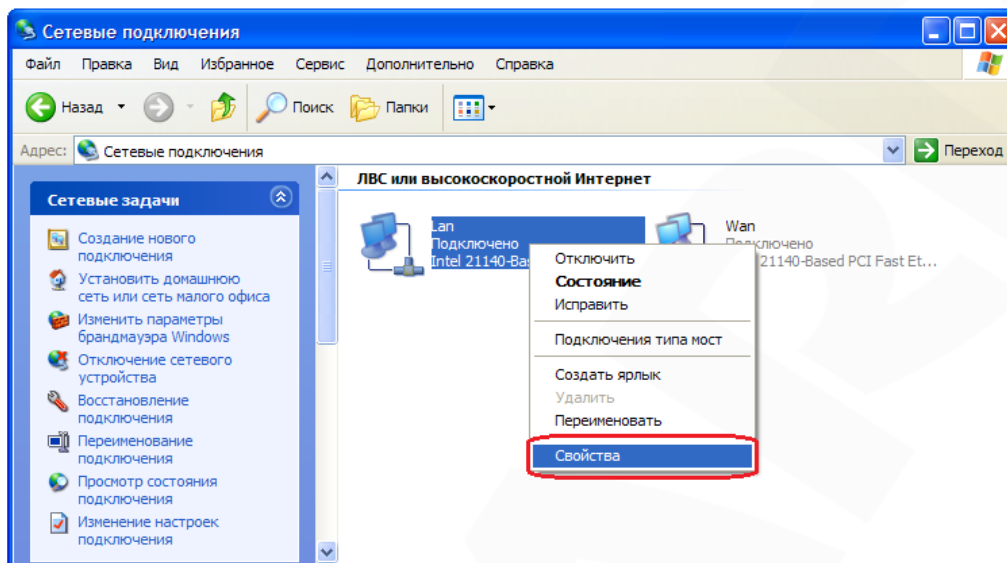 Сетевые подключения
Файл Правка Вид Избранное Сервис Дополнительно Справка
Назад Поиск Папки
Адрес: Сетевые подключения Переход
Сетевые задачи
Создание нового
подключения
Установить домашнюю
сеть или сеть малого офиса
Изменить параметры
брандмауэра Windows
Отключение сетевого
устройства
Восстановление
подключения
Переименование
подключения
Просмотр состояния
подключения
Изменение настроек
подключения
ЛВС или высокоскоростной Интернет
Lan
Подключено
Intel 21140-Bas
Wan
Подключено
21140-Based PCI Fast Et...
Отключить
Состояние
Исправить
Подключения типа мост
Создать ярлык
Удалить
Переименовать
Свойства